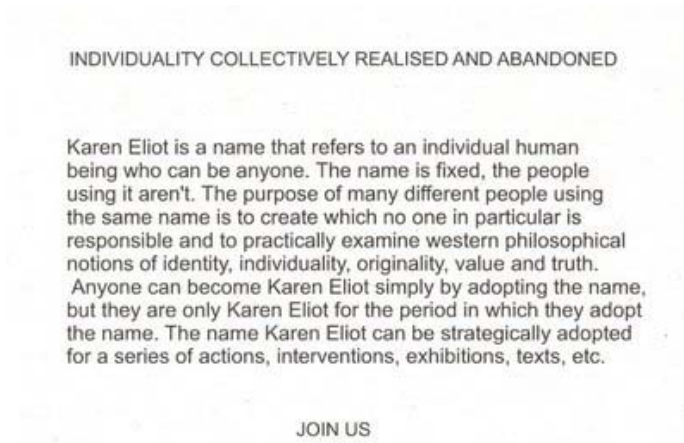 INDIVIDUALITY COLLECTIVELY REALISED AND ABANDONED
Karen Eliot is a name that refers to an individual human
being who can be anyone. The name is fixed, the people
using it aren't. The purpose of many different people using
the same name is to create which no one in particular is
responsible and to practically examine western philosophical
notions of identity, individuality, originality, value and truth.
Anyone can become Karen Eliot simply by adopting the name,
but they are only Karen Eliot for the period in which they adopt
the name. The name Karen Eliot can be strategically adopted
for a series of actions, interventions, exhibitions, texts, etc.
JOIN US